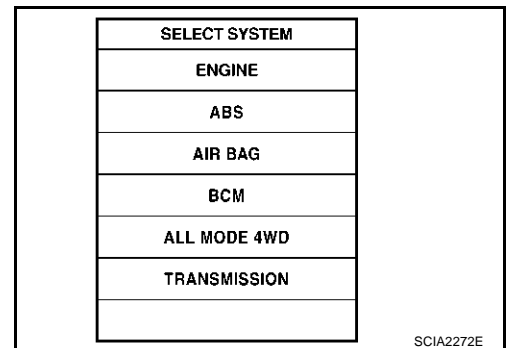 SELECT SYSTEM
ENGINE
ABS
AIR BAG
BCM
ALL MODE 4WD
TRANSMISSION
SCIA2272E